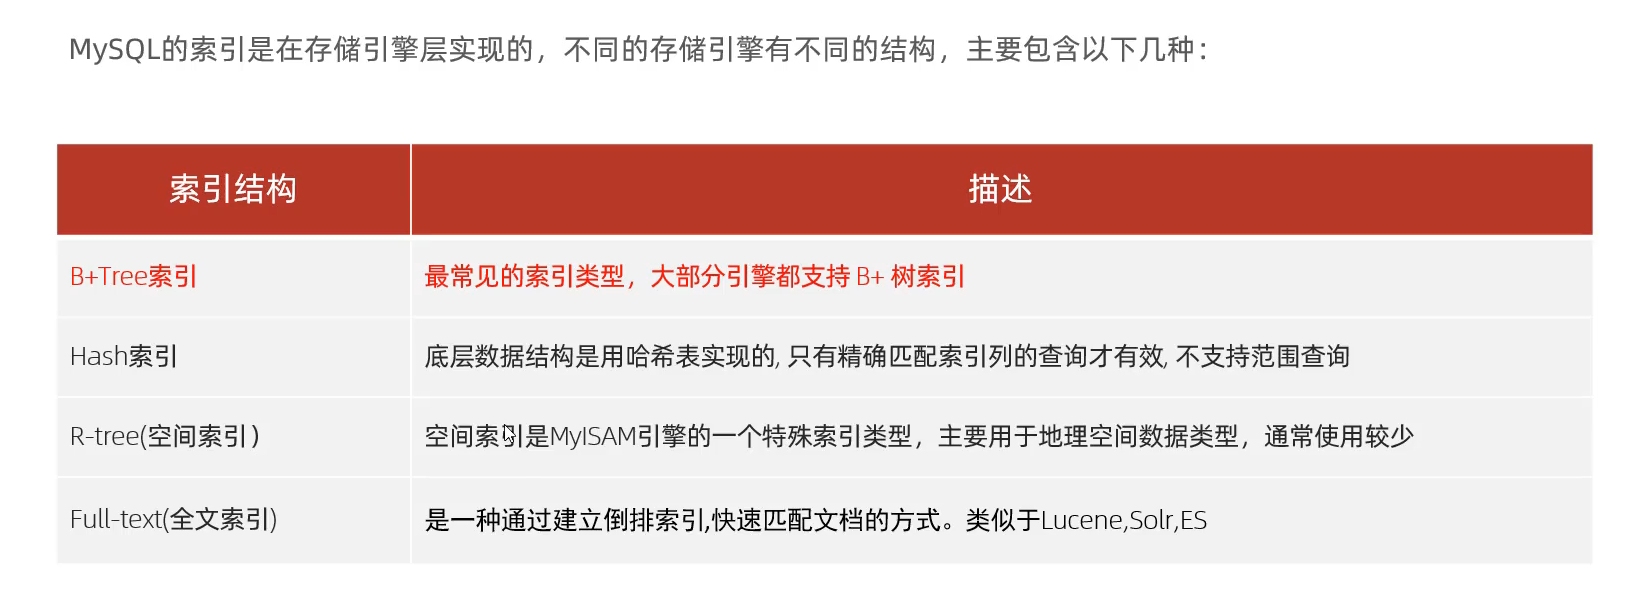 MySQL的索引是在存储引擎层实现的，不同的存储引擎有不同的结构，主要包含以下几种：
索引结构 描述
B+Tree索引 最常见的索引类型，大部分引擎都支持 B+ 树索引
Hash索引 底层数据结构是用哈希表实现的, 只有精确匹配索引列的查询才有效, 不支持范围查询
R-tree(空间索引） 空间索引是MyISAM引擎的一个特殊索引类型，主要用于地理空间数据类型，通常使用较少
Full-text(全文索引) 是一种通过建立倒排索引,快速匹配文档的方式。类似于Lucene,Solr,ES